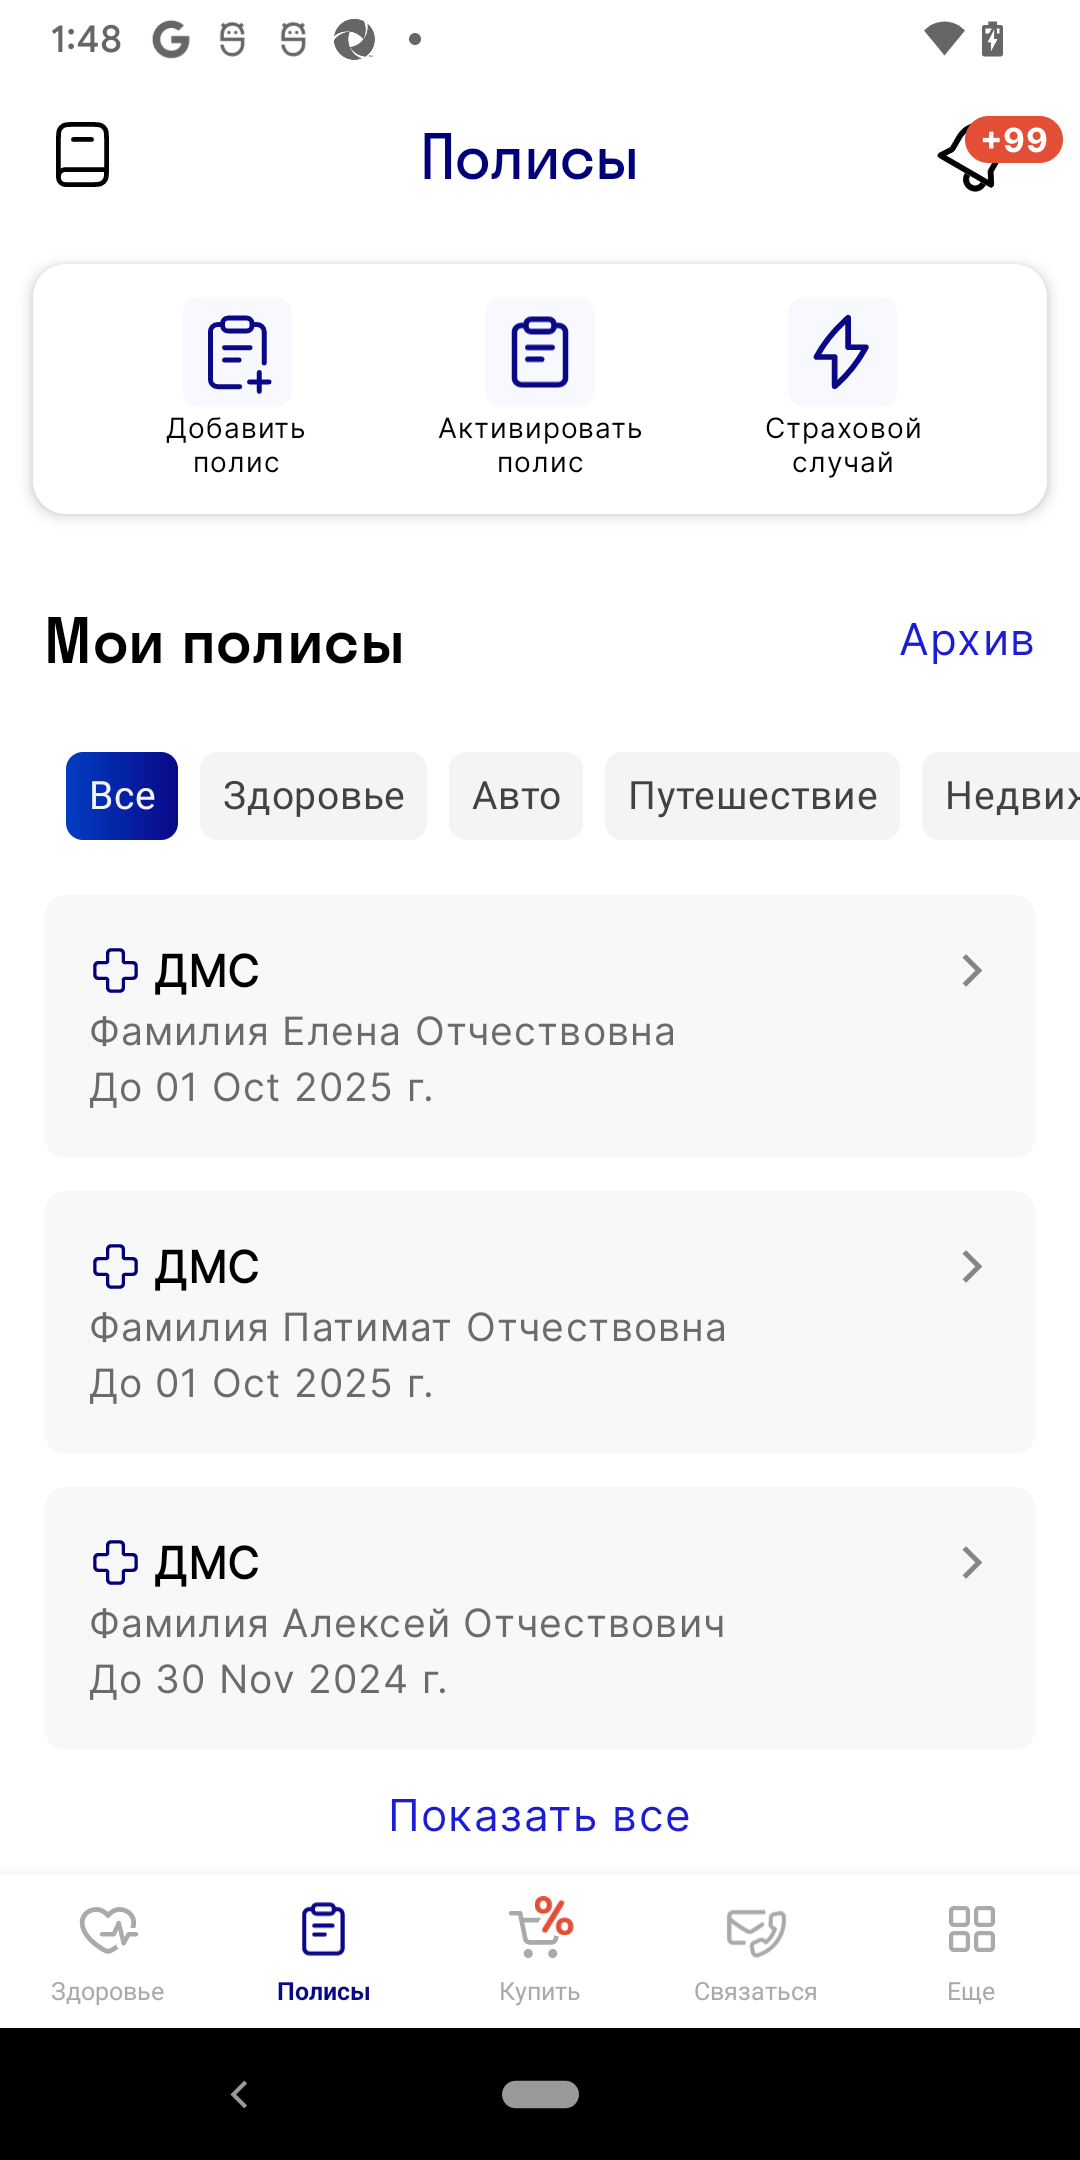 1:48
Полисы
+99
Добавить
полис
Активировать
полис
Страховой
случай
Мои полисы
Архив
Все
Здоровье
Авто
Путешествие
Недвиж
ДМС
Фамилия Елена Отчествовна
До 01 Oct 2025 г.
ДМС
Фамилия Патимат Отчествовна
До 01 Oct 2025 г.
ДМС
Фамилия Алексей Отчествович
До 30 Nov 2024 г.
Показать все
%
Здоровье
Полисы
Купить
Связаться
Еще